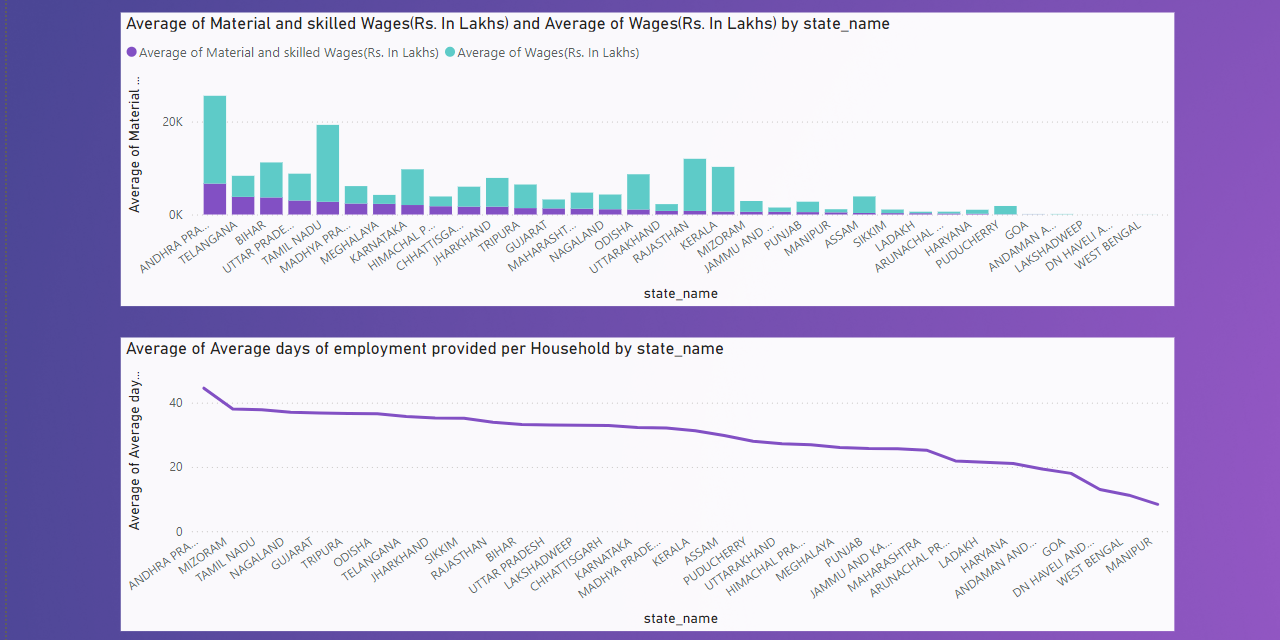 Average of Material and skilled Wages(Rs. In Lakhs) and Average of Wages(Rs. In Lakhs) by state_name
Average of Material and skilled Wages(Rs. In Lakhs) Average of Wages(Rs. In Lakhs)
Average of Material ...
20K
0K
ANDHRA PRA... TELANGANA BIHAR UTTAR PRADE... TAMIL NADU MADHYA PRA... MEGHALAYA KARNATAKA HIMACHAL P... CHHATTISGA... JHARKHAND TRIPURA GUJARAT MAHARASHT... NAGALAND ODISHA UTTARAKHAND RAJASTHAN KERALA MIZORAM JAMMU AND ... PUNJAB MANIPUR ASSAM SIKKIM LADAKH ARUNACHAL ... HARYANA PUDUCHERRY GOA ANDAMAN A... LAKSHADWEEP DN HAVELI A... WEST BENGAL
state_name
Average of Average days of employment provided per Household by state_name
Average of Average day...
40
20
0
ANDHRA PRA... MIZORAM TAMIL NADU NAGALAND GUJARAT TRIPURA ODISHA TELANGANA JHARKHAND SIKKIM RAJASTHAN BIHAR UTTAR PRADESH LAKSHADWEEP CHHATTISGARH KARNATAKA MADHYA PRADE... KERALA ASSAM PUDUCHERRY UTTARAKHAND HIMACHAL PRA... MEGHALAYA PUNJAB JAMMU AND KA... MAHARASHTRA ARUNACHAL PR... LADAKH HARYANA ANDAMAN AND... GOA DN HAVELI AND... WEST BENGAL MANIPUR
state_name